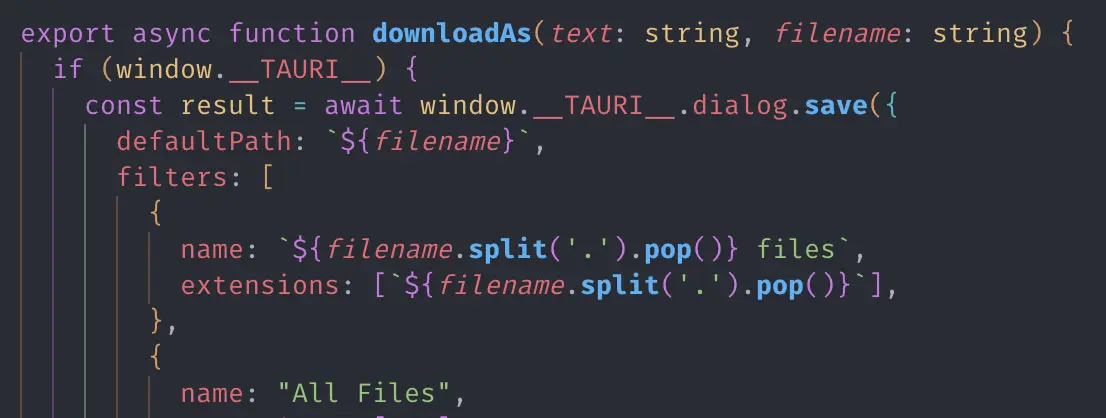 export async function downloadAs(text: string, filename: string) {
if (window.__TAURI__) {
const result = await window.__TAURI__.dialog.save({
defaultPath: `${filename}`,
filters: [
{
name: `${filename.split('.').pop()} files`,
extensions: [`${filename.split('.').pop()}`],
},
{
name: "All Files",